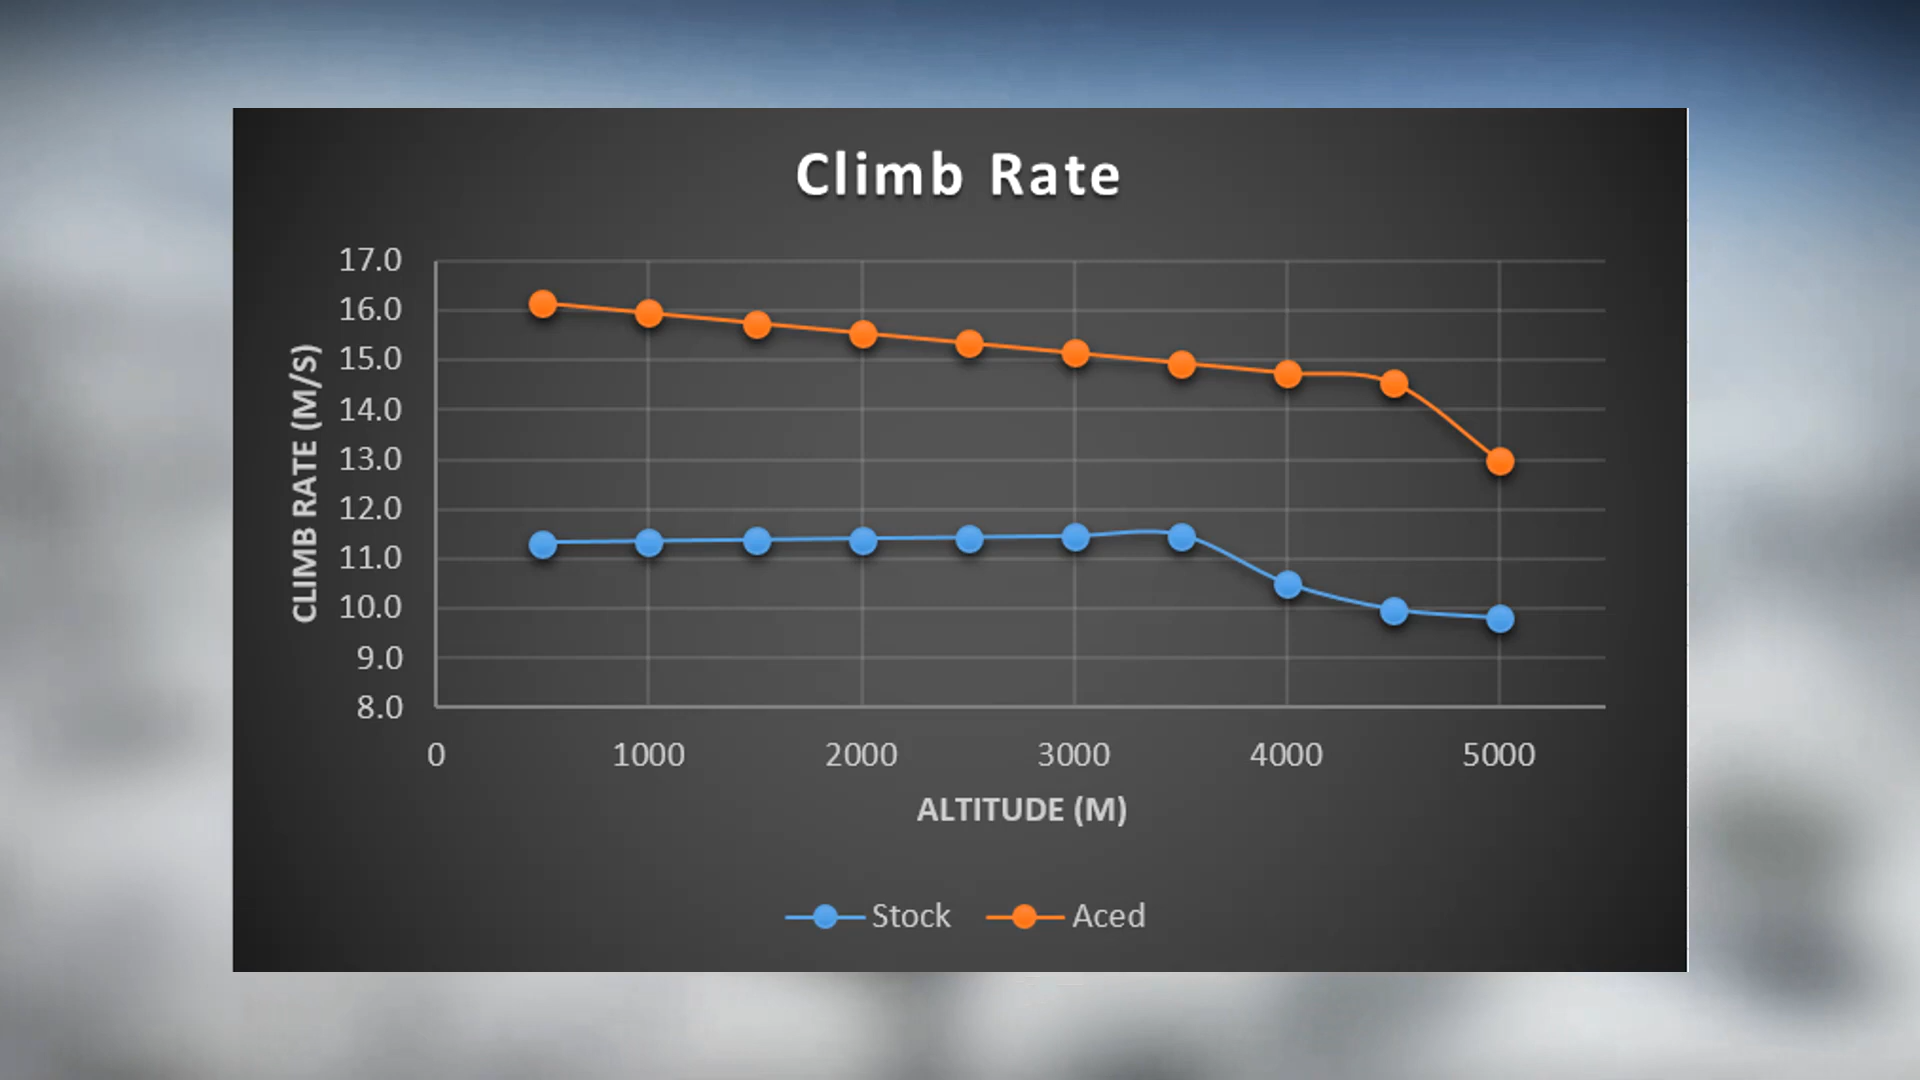 Climb Rate
17.0
16.0
15.0
14.0
13.0
12.0
11.0
10.0
9.0
8.0
CLIMB RATE (M/S)
0 1000 2000 3000 4000 5000
ALTITUDE (M)
Stock Aced